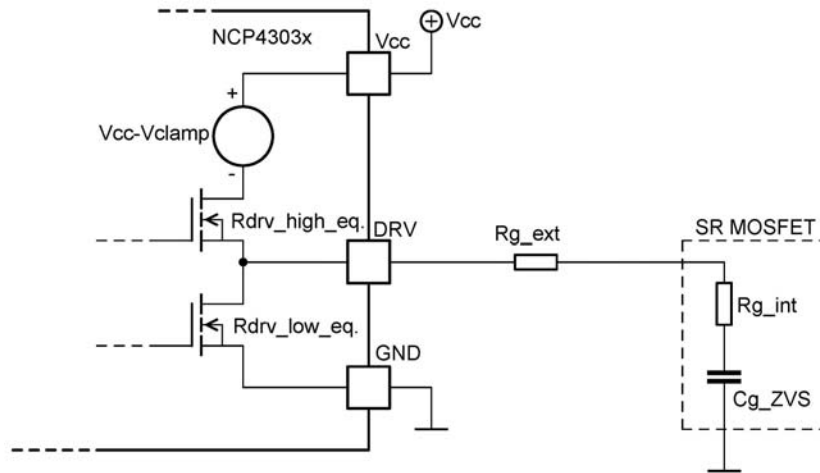 NCP4303x
Vcc
Vcc
+
Vcc-Vclamp
-
Rdrv_high_eq.
DRV
Rg_ext
SR MOSFET
Rg_int
Rdrv_low_eq.
GND
Cg_ZVS